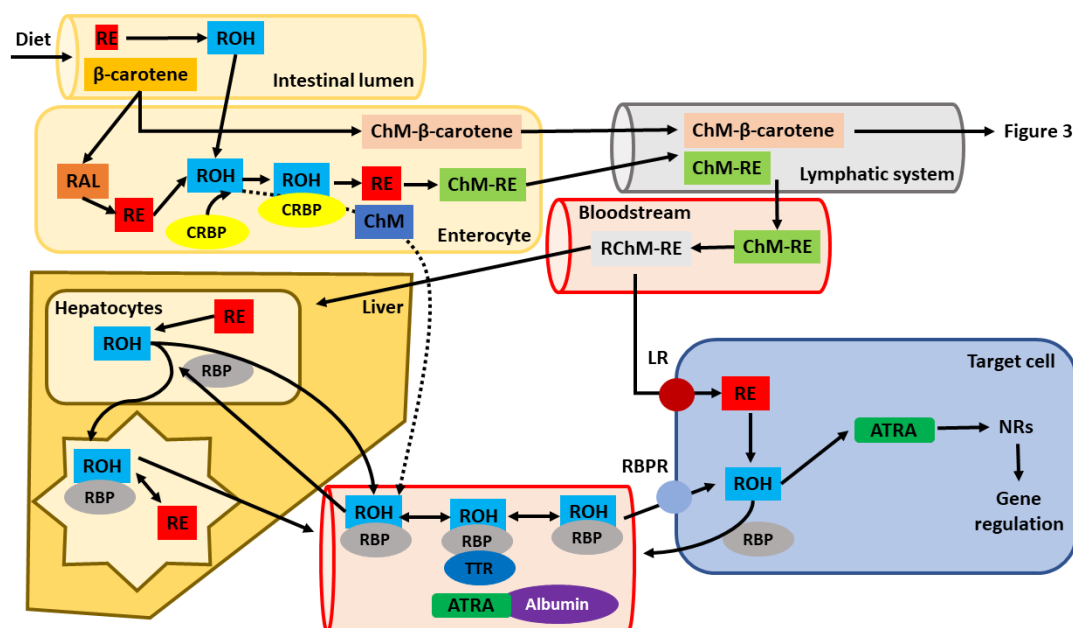 Diet
RE
ROH
β-carotene
Intestinal lumen
ChM-β-carotene
ChM-β-carotene
Figure 3
RAL
ROH
ROH
RE
ChM-RE
ChM-RE
RE
CRBP
CRBP
ChM
Enterocyte
Lymphatic system
Bloodstream
RChM-RE
ChM-RE
Hepatocytes
RE
Liver
ROH
RBP
LR
Target cell
RE
ATRA
NRs
ROH
RBP
RE
RBPR
ROH
Gene
regulation
RBP
ROH
RBP
ROH
RBP
TTR
ROH
RBP
ATRA
Albumin